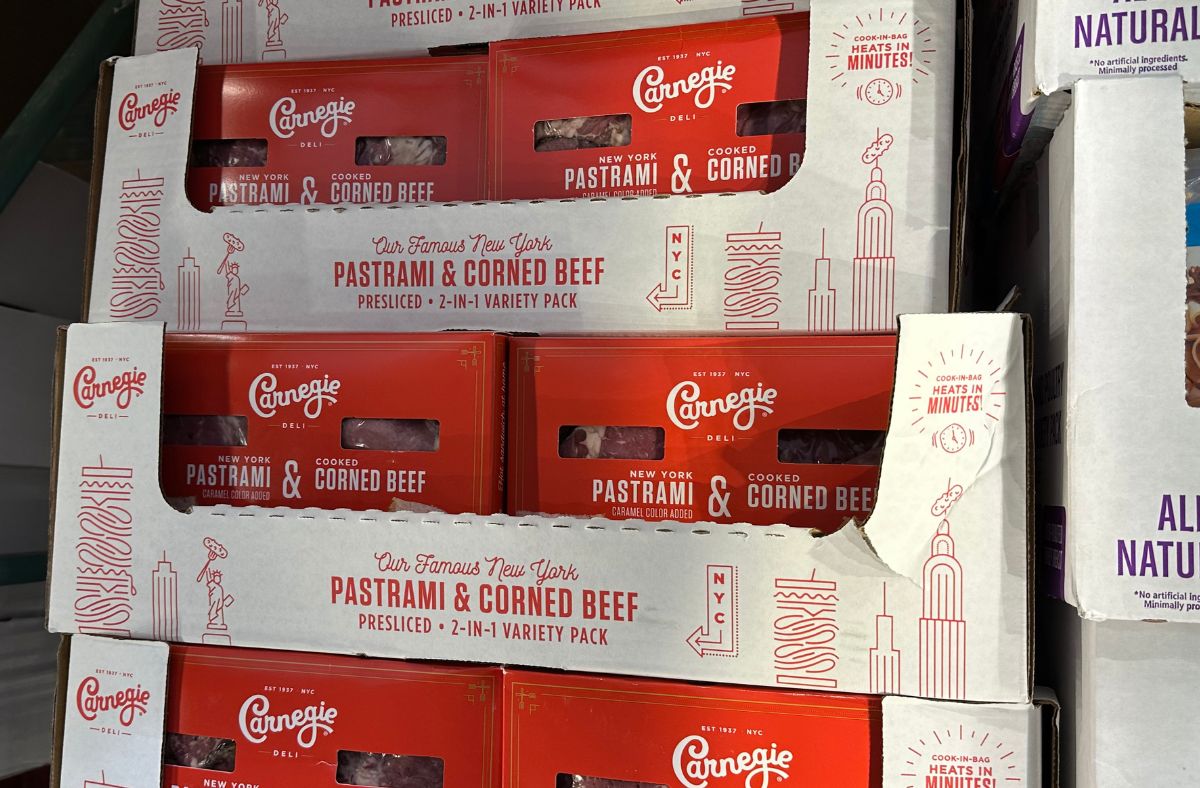 PRESLICED • 2-IN-1 VARIETY PACK
EST 1937 · NYC
Carnegie
DELI
EST 1937 · NYC
Carnegie
DELI
NEW YORK
PASTRAMI
&
COOKED
CORNED BEEF
EST 1937 · NYC
Carnegie
DELI
NEW YORK
PASTRAMI
CARAMEL COLOR ADDED
&
COOKED
CORNED B
COOK-IN-BAG
HEATS IN
MINUTES!
Our Famous New York
PASTRAMI & CORNED BEEF
PRESLICED • 2-IN-1 VARIETY PACK
NYC
EST 1937 · NYC
Carnegie
DELI
EST 1937 · NYC
Carnegie
DELI
NEW YORK
PASTRAMI
CARAMEL COLOR ADDED
&
COOKED
CORNED BEEF
EST 1937 · NYC
Carnegie
DELI
NEW YORK
PASTRAMI
CARAMEL COLOR ADDED
&
COOKED
CORNED BEE
COOK-IN-BAG
HEATS IN
MINUTES!
Our Famous New York
PASTRAMI & CORNED BEEF
PRESLICED • 2-IN-1 VARIETY PACK
NYC
EST 1937 · NYC
Carnegie
DELI
EST 1937 · NYC
Carnegie
DELI
NEW YORK
EST 1937 · NYC
Carnegie
COOK-IN-BAG
HEATS IN
MINUTES!
NATURAL
*No artificial ingredients.
Minimally processed
ALL
NATU
*No artificial ing
Minimally pro